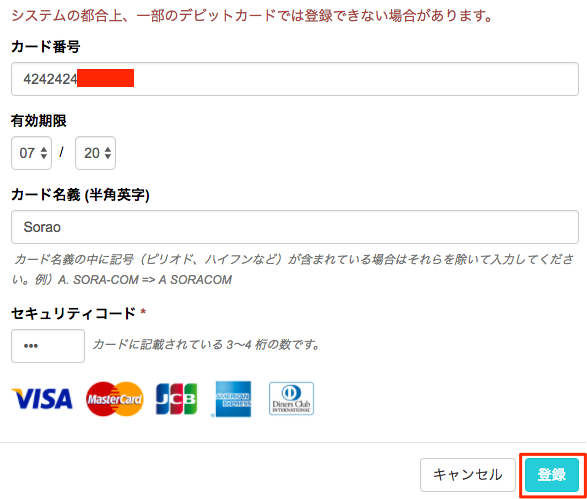 システムの都合上、一部のデビットカードでは登録できない場合があります。
カード番号
4242424
有効期限
07 / 20
カード名義 (半角英字)
Sorao
カード名義の中に記号（ピリオド、ハイフンなど）が含まれている場合はそれらを除いて入力してくださ
い。例）A. SORA-COM => A SORACOM
セキュリティコード *
••• カードに記載されている 3〜4 桁の数です。
VISA MasterCard JCB AMERICAN EXPRESS Diners Club INTERNATIONAL
キャンセル 登録